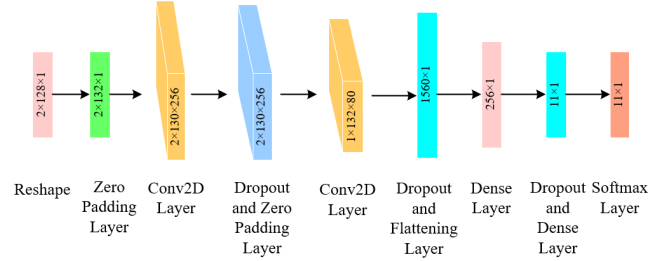 2×128×1
2×132×1
2×130×256
2×130×256
1×132×80
1560×1
256×1
11×1
11×1
Reshape
Zero
Padding
Layer
Conv2D
Layer
Dropout
and Zero
Padding
Layer
Conv2D
Layer
Dropout
and
Flattening
Layer
Dense
Layer
Dropout
and
Dense
Layer
Softmax
Layer